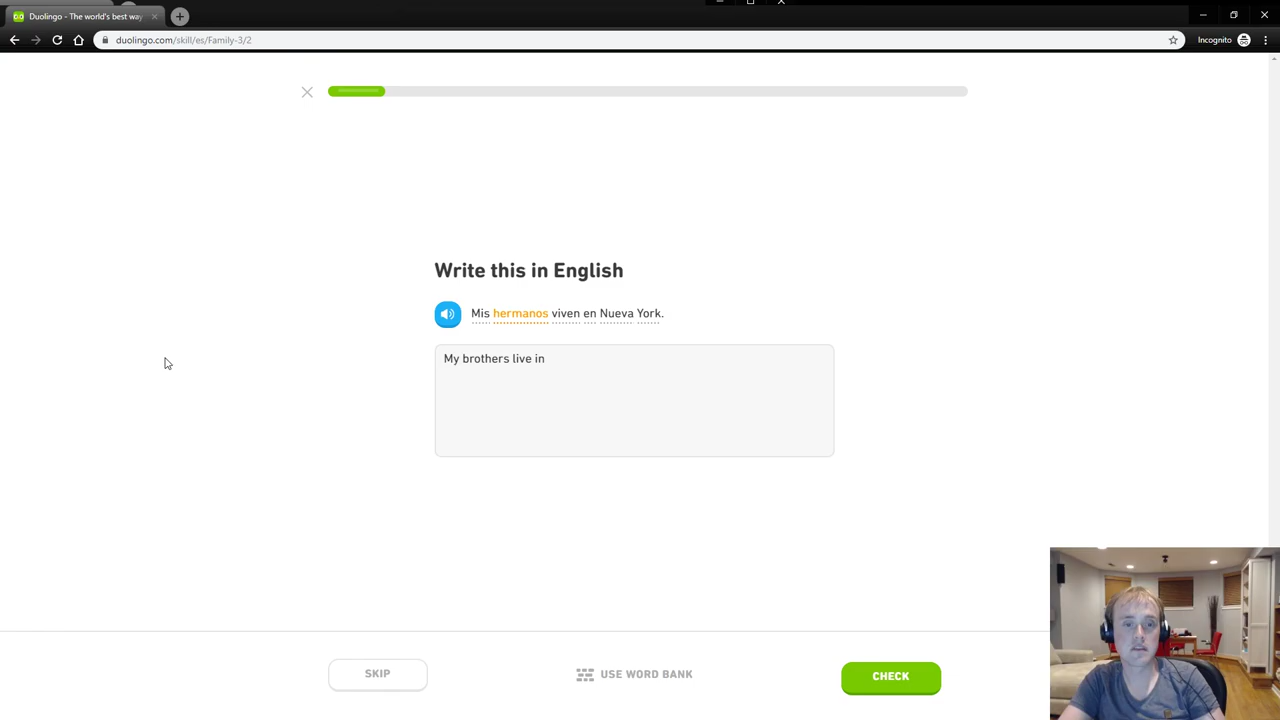 Duolingo - The world's best way
duolingo.com/skill/es/Family-3/2
Incognito
Write this in English
Mis hermanos viven en Nueva York.
My brothers live in
SKIP
USE WORD BANK
CHECK